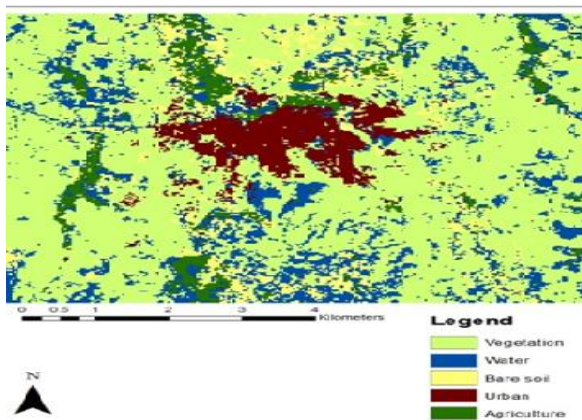 0 0.5 1 2 3 4
Kilometers
Legend
Vegetation
Water
Bare soil
Urban
Agriculture
N